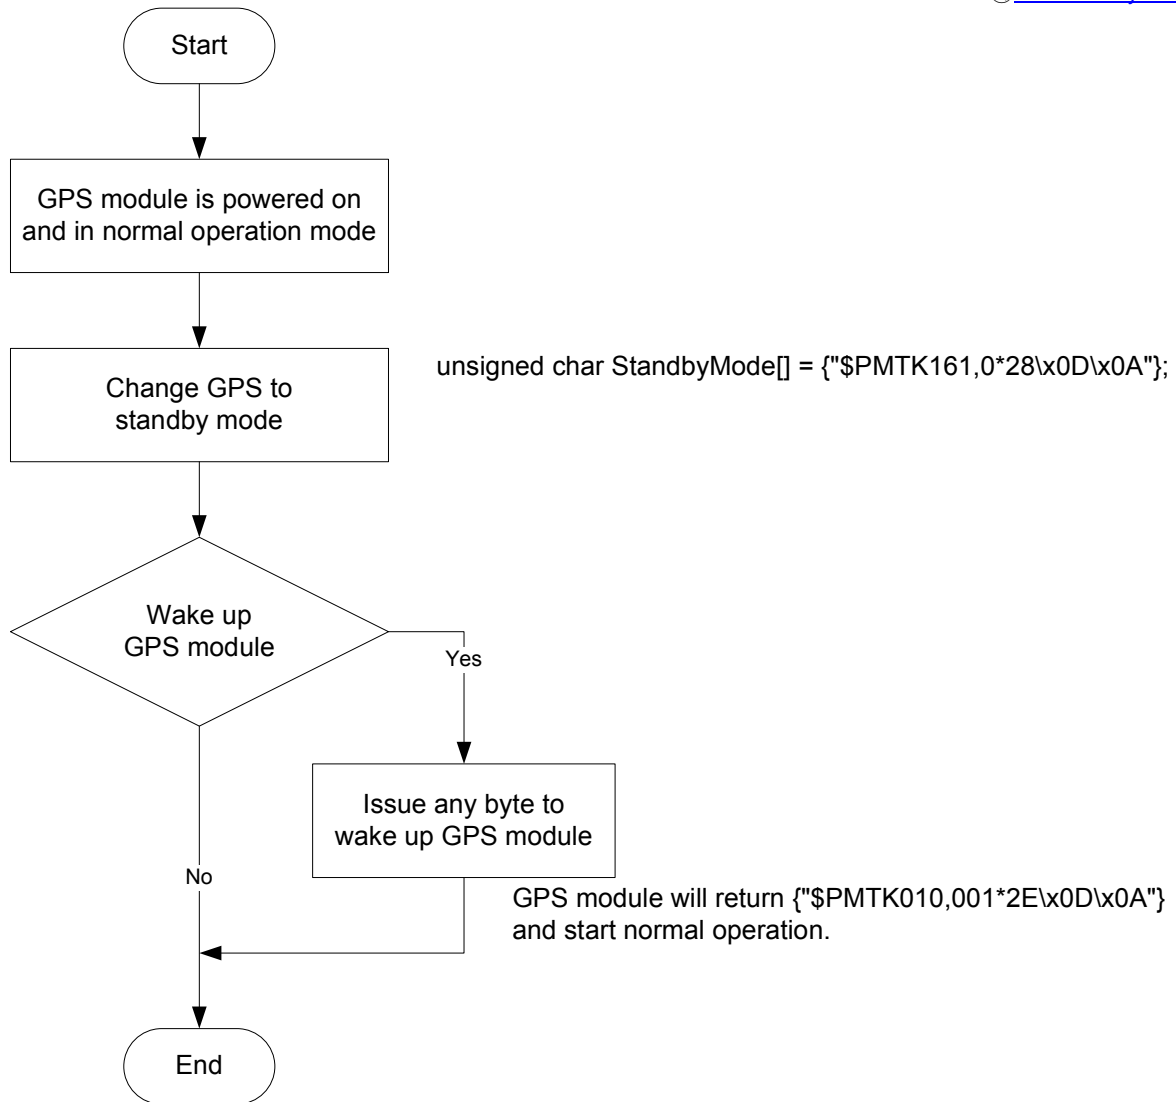 Start
GPS module is powered on
and in normal operation mode
Change GPS to
standby mode
unsigned char StandbyMode[] = {"$PMTK161,0*28\x0D\x0A"};
Wake up
GPS module
Yes
Issue any byte to
wake up GPS module
No
GPS module will return {"$PMTK010,001*2E\x0D\x0A"}
and start normal operation.
End